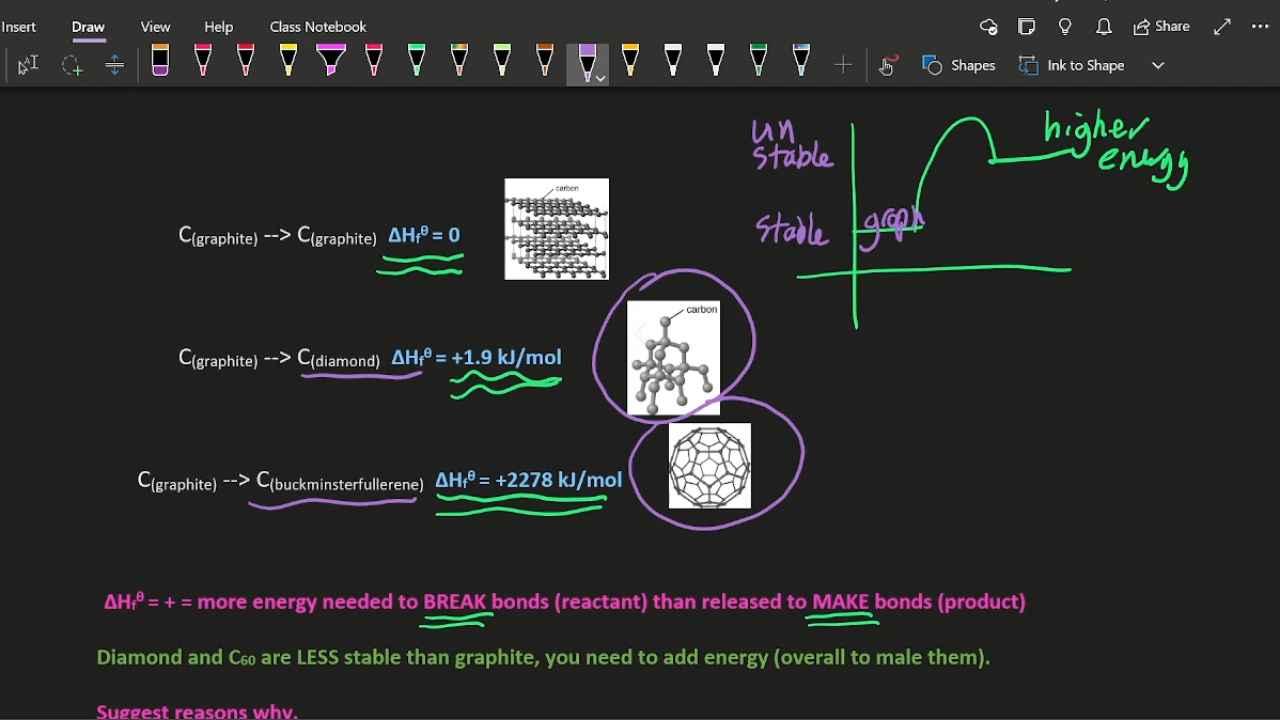 Insert Draw View Help Class Notebook Share
Shapes Ink to Shape
un
stable
higher
energy
carbon
stable graph
C(graphite) --> C(graphite) ΔHfθ = 0
carbon
C(graphite) --> C(diamond) ΔHfθ = +1.9 kJ/mol
C(graphite) --> C(buckminsterfullerene) ΔHfθ = +2278 kJ/mol
ΔHfθ = + = more energy needed to BREAK bonds (reactant) than released to MAKE bonds (product)
Diamond and C60 are LESS stable than graphite, you need to add energy (overall to male them).
Suggest reasons why.